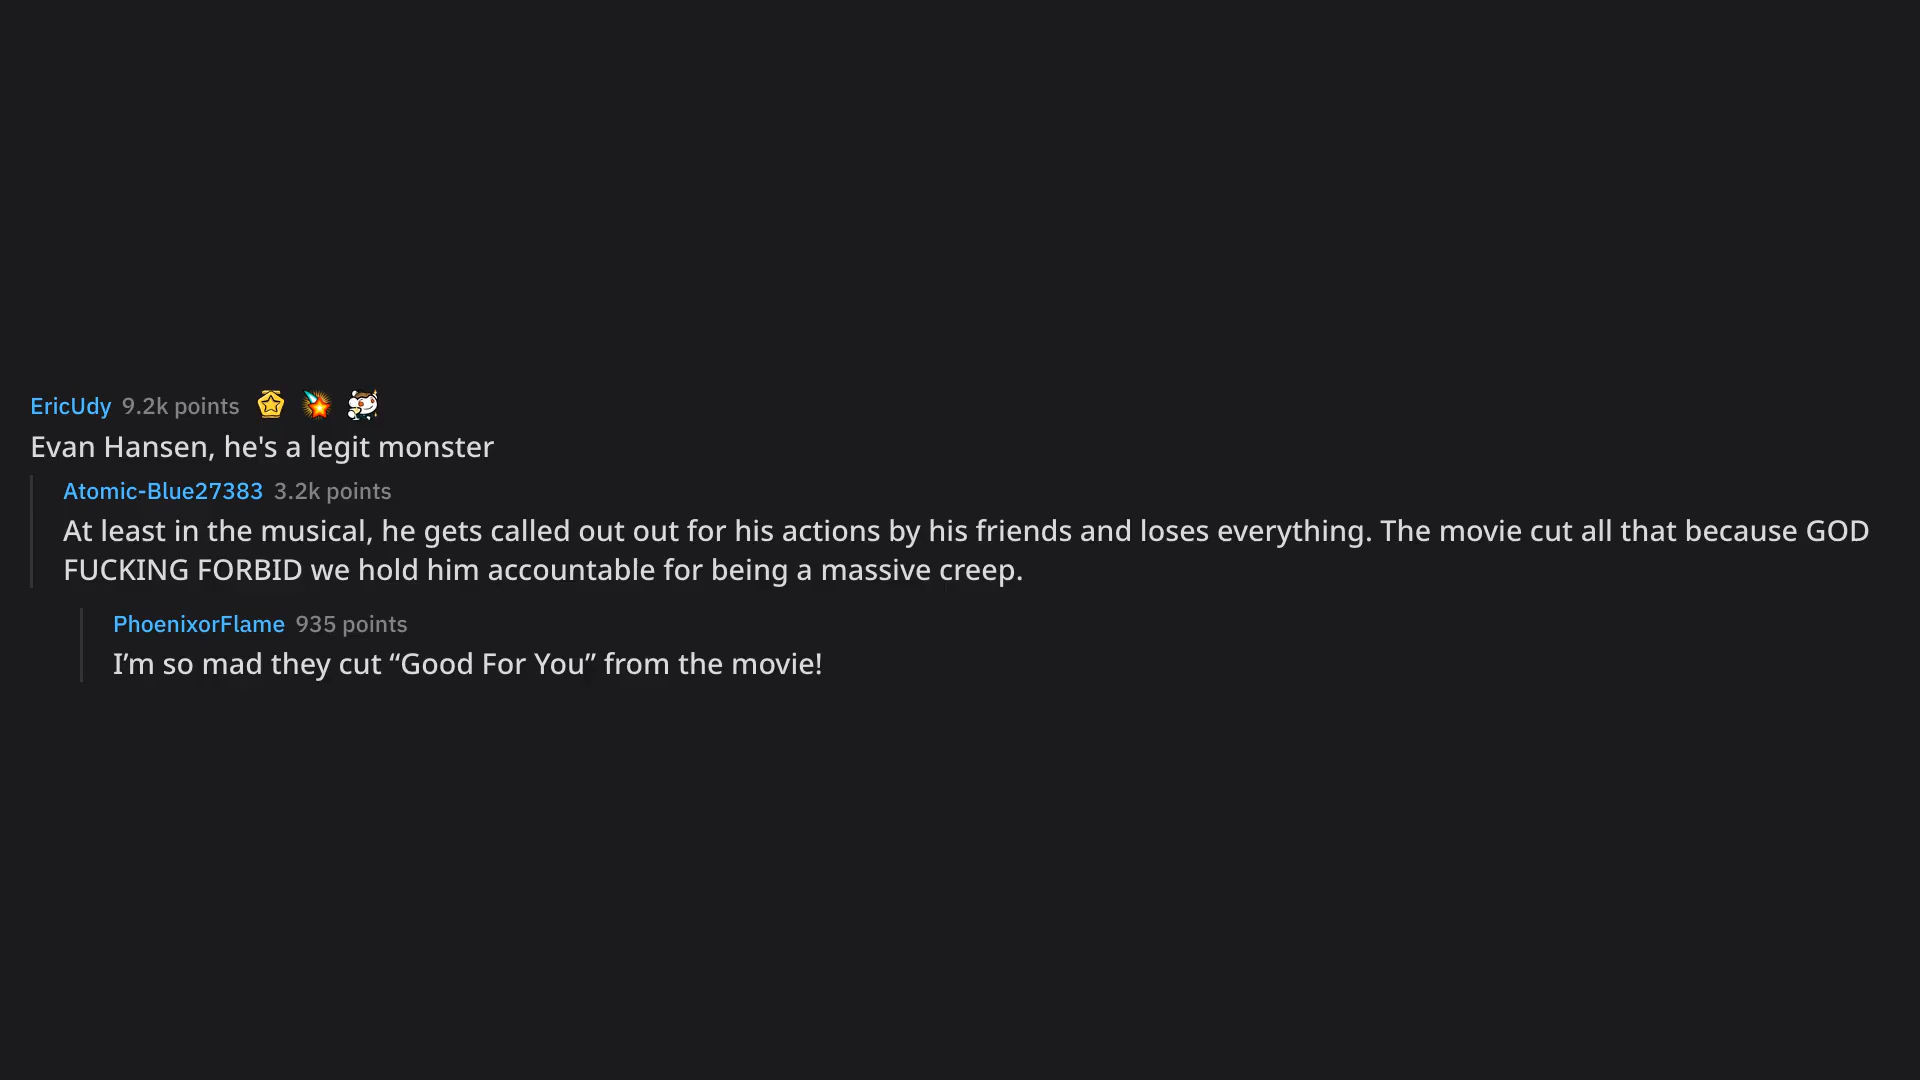 EricUdy 9.2k points
Evan Hansen, he's a legit monster
Atomic-Blue27383 3.2k points
At least in the musical, he gets called out out for his actions by his friends and loses everything. The movie cut all that because GOD
FUCKING FORBID we hold him accountable for being a massive creep.
PhoenixorFlame 935 points
I’m so mad they cut “Good For You” from the movie!